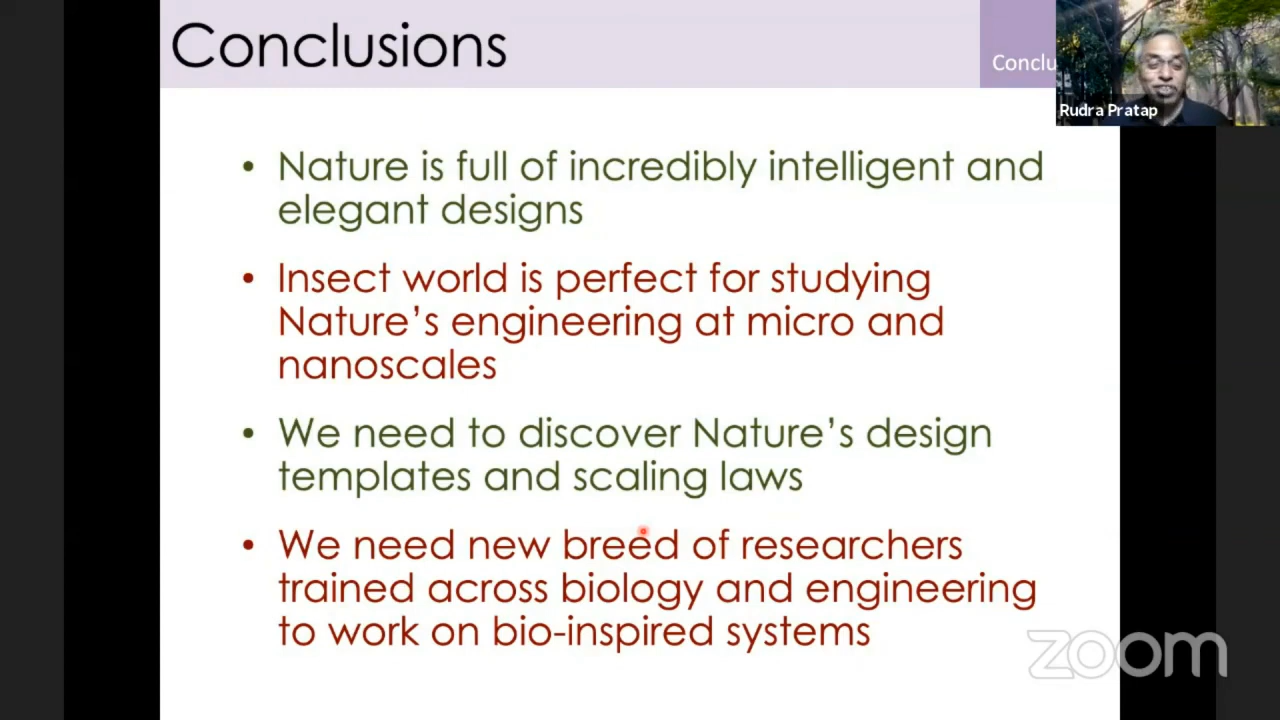 Conclusions
Conclu
Rudra Pratap
• Nature is full of incredibly intelligent and
elegant designs
• Insect world is perfect for studying
Nature’s engineering at micro and
nanoscales
• We need to discover Nature’s design
templates and scaling laws
• We need new breed of researchers
trained across biology and engineering
to work on bio-inspired systems
zoom